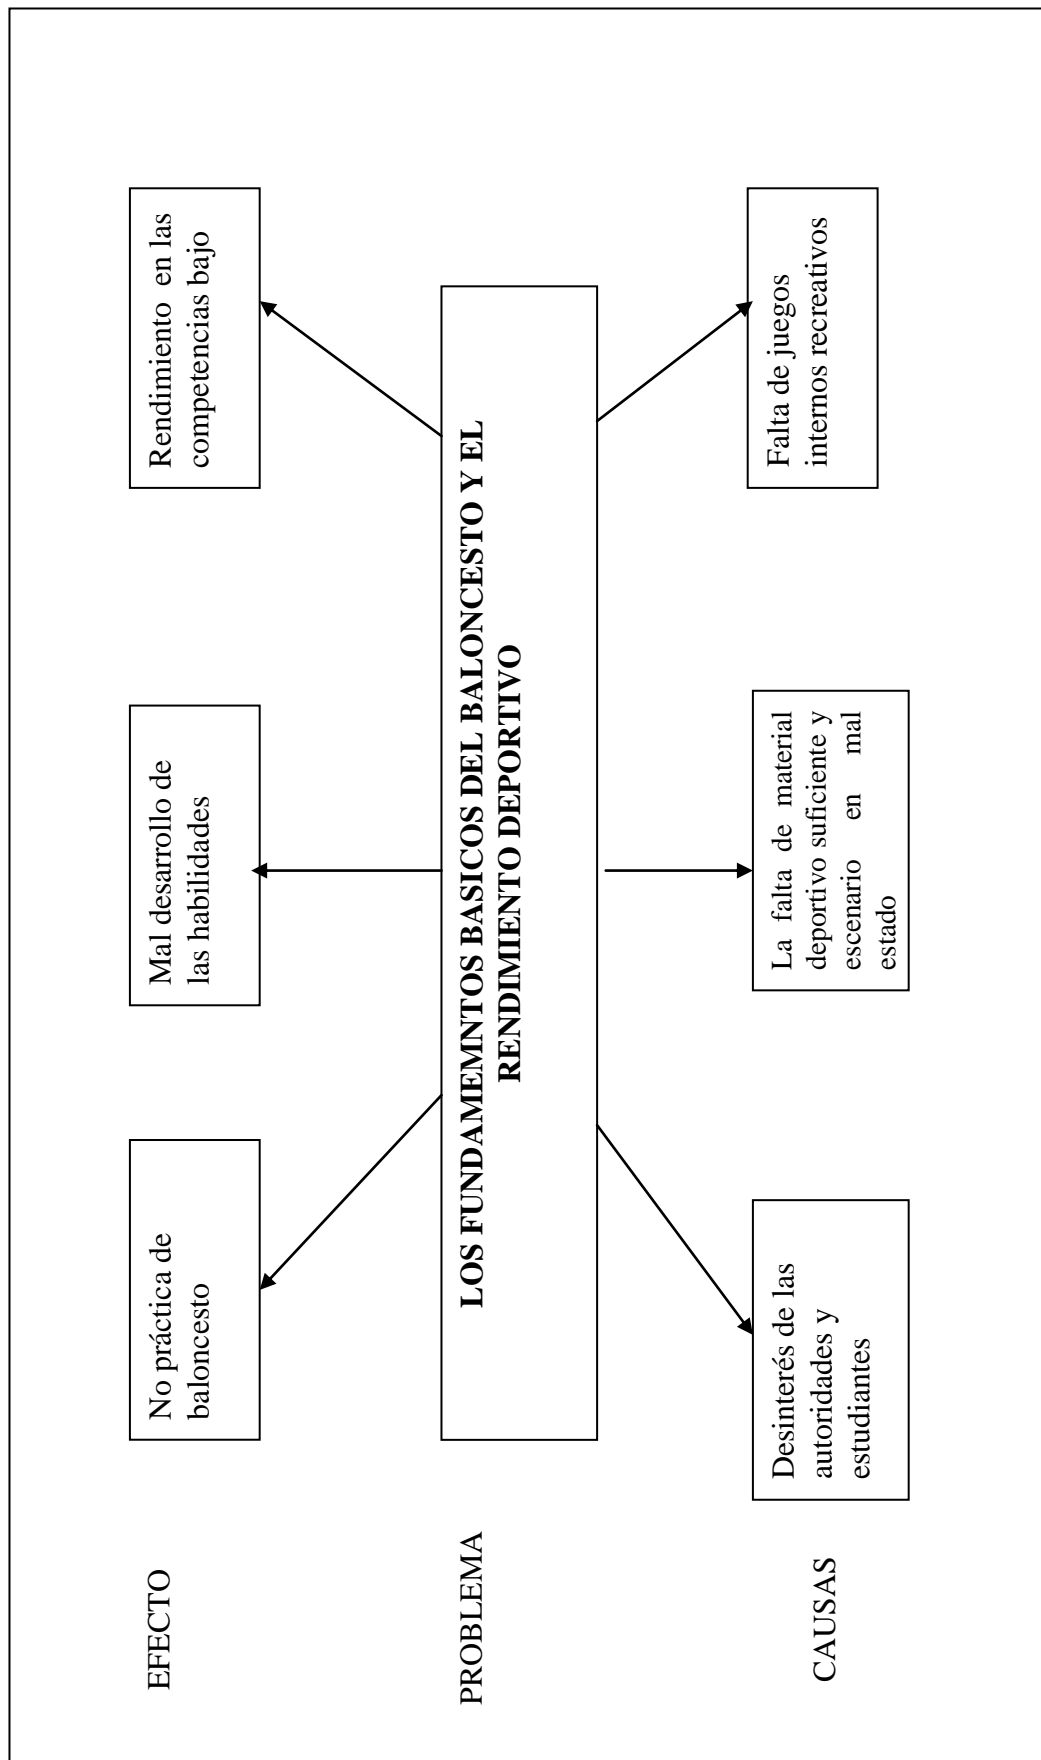 EFECTO
No práctica de
baloncesto
Mal desarrollo de
las habilidades
Rendimiento en las
competencias bajo
PROBLEMA
LOS FUNDAMEMNTOS BASICOS DEL BALONCESTO Y EL
RENDIMIENTO DEPORTIVO
CAUSAS
Desinterés de las
autoridades y
estudiantes
La falta de material
deportivo suficiente y
escenario en mal
estado
Falta de juegos
internos recreativos